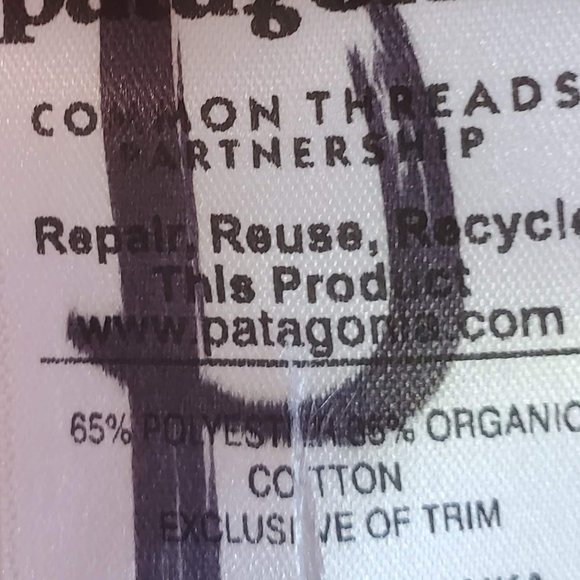 patagonia
COMMON THREADS
PARTNERSHIP
Repair, Reuse, Recycle
This Product
www.patagonia.com
65% POLYESTER 35% ORGANIC
COTTON
EXCLUSIVE OF TRIM